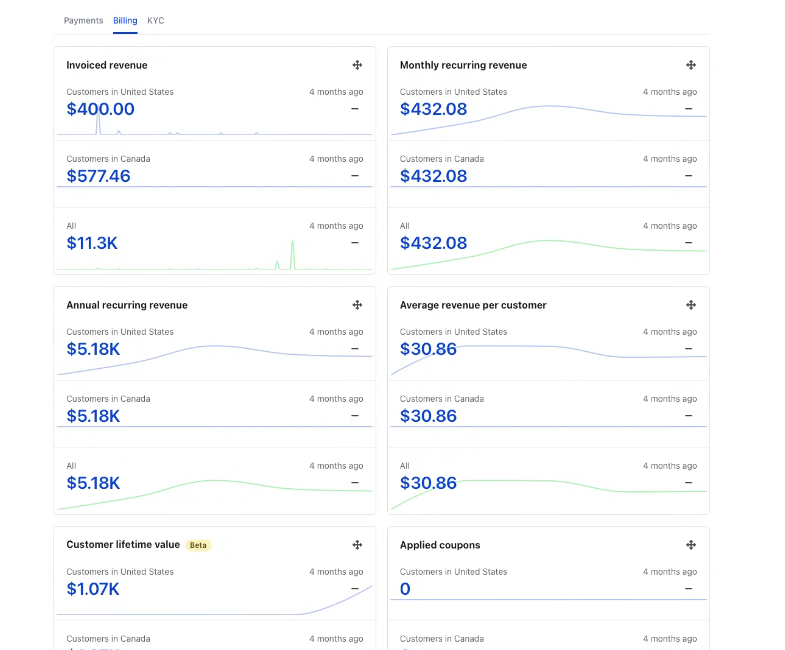 Payments Billing KYC
Invoiced revenue
Customers in United States 4 months ago
$400.00 –
Customers in Canada 4 months ago
$577.46 –
All 4 months ago
$11.3K –
Monthly recurring revenue
Customers in United States 4 months ago
$432.08 –
Customers in Canada 4 months ago
$432.08 –
All 4 months ago
$432.08 –
Annual recurring revenue
Customers in United States 4 months ago
$5.18K –
Customers in Canada 4 months ago
$5.18K –
All 4 months ago
$5.18K –
Average revenue per customer
Customers in United States 4 months ago
$30.86 –
Customers in Canada 4 months ago
$30.86 –
All 4 months ago
$30.86 –
Customer lifetime value Beta
Customers in United States 4 months ago
$1.07K –
Customers in Canada 4 months ago
Applied coupons
Customers in United States 4 months ago
0 –
Customers in Canada 4 months ago